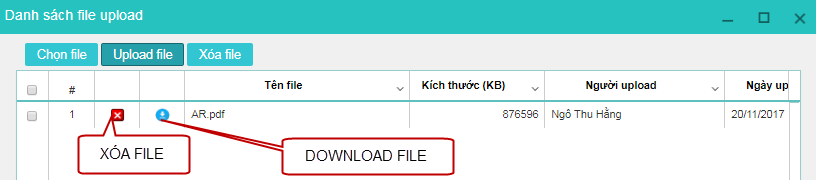 Danh sách file upload
Chọn file Upload file Xóa file
# Tên file Kích thước (KB) Người upload Ngày up
1 AR.pdf 876596 Ngô Thu Hằng 20/11/2017
XÓA FILE DOWNLOAD FILE